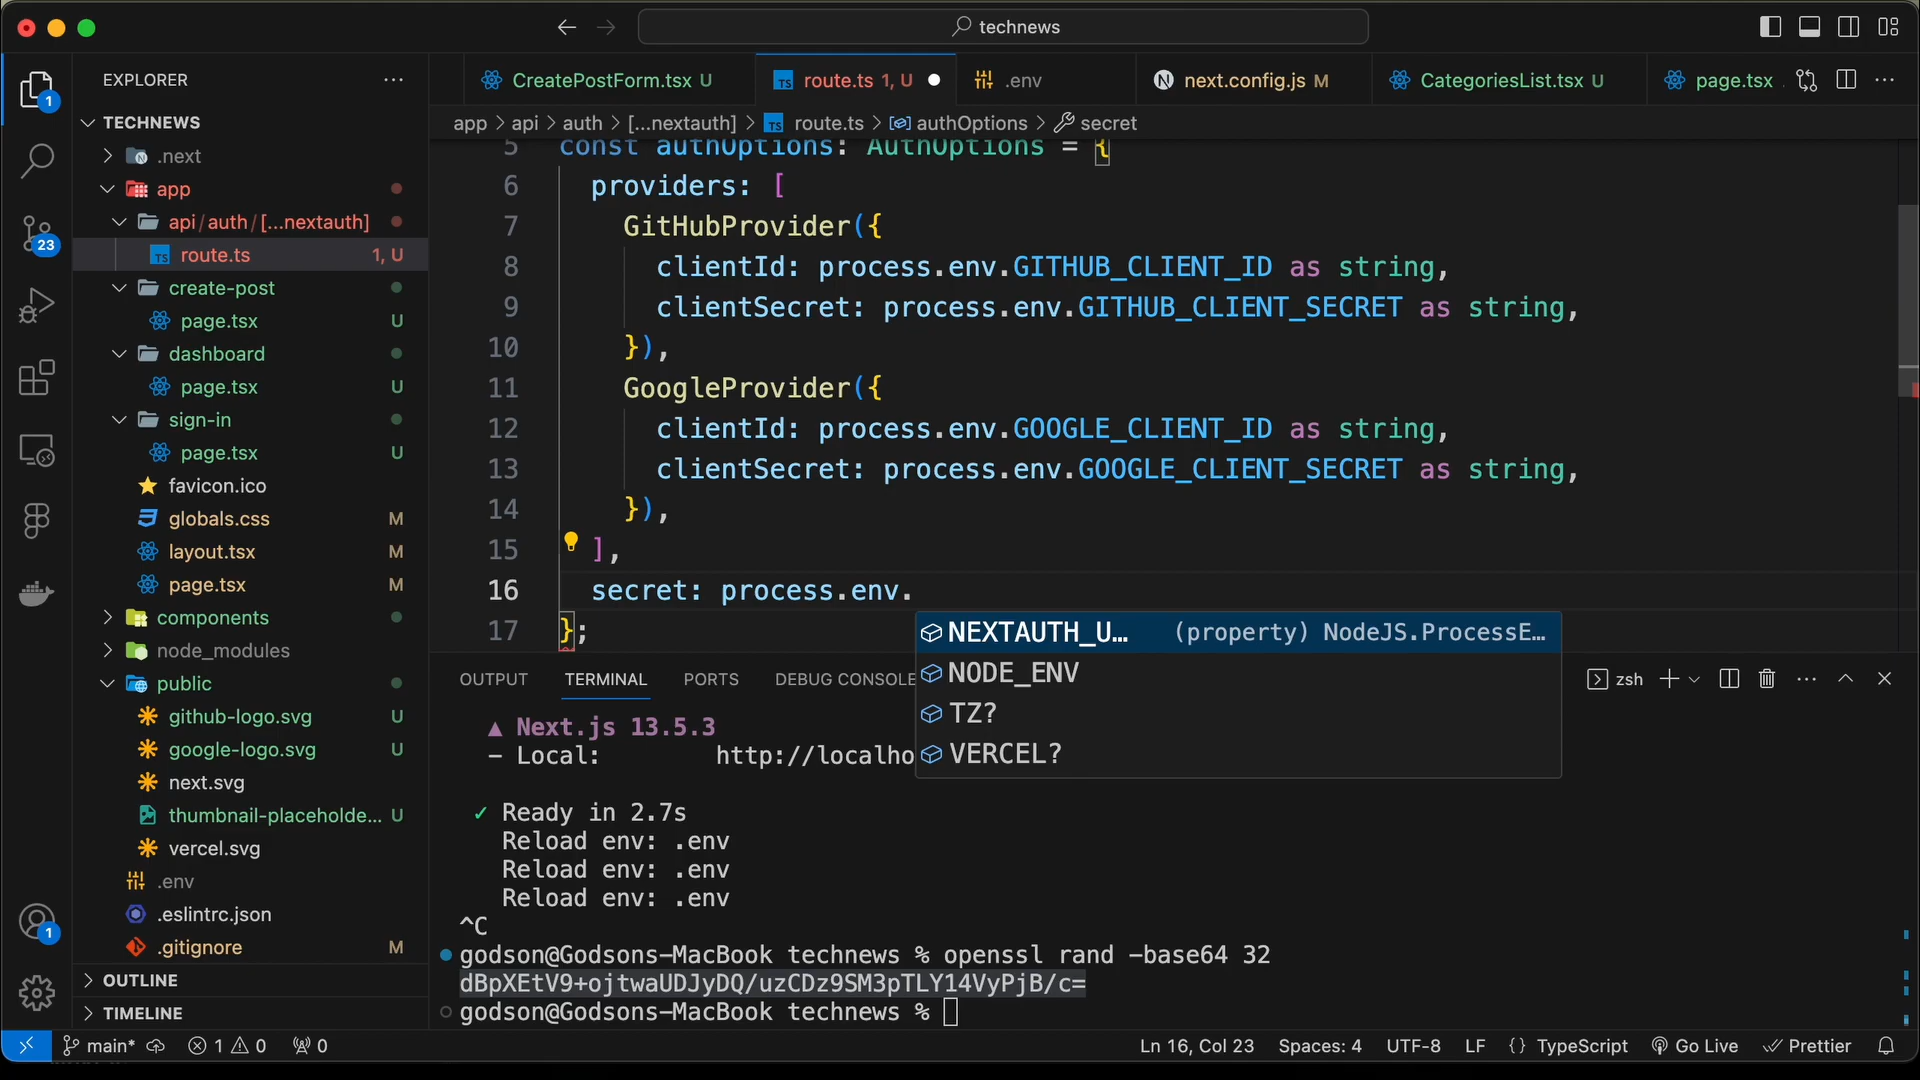 technews
EXPLORER
CreatePostForm.tsx U
route.ts 1, U
.env
next.config.js M
CategoriesList.tsx U
page.tsx
app > api > auth > [...nextauth] > TS route.ts > authOptions > secret
TECHNEWS
.next
app
api/auth/[...nextauth]
TS route.ts 1, U
create-post
page.tsx U
dashboard
page.tsx U
sign-in
page.tsx U
favicon.ico
globals.css M
layout.tsx M
page.tsx M
components
node_modules
public
github-logo.svg U
google-logo.svg U
next.svg
thumbnail-placeholde... U
vercel.svg
.env
.eslintrc.json
.gitignore M
OUTLINE
TIMELINE
1
23
1
5 const authOptions: AuthOptions = {
6 providers: [
7 GitHubProvider({
8 clientId: process.env.GITHUB_CLIENT_ID as string,
9 clientSecret: process.env.GITHUB_CLIENT_SECRET as string,
10 }),
11 GoogleProvider({
12 clientId: process.env.GOOGLE_CLIENT_ID as string,
13 clientSecret: process.env.GOOGLE_CLIENT_SECRET as string,
14 }),
15 ],
16 secret: process.env.
17 };
NEXTAUTH_U... (property) NodeJS.ProcessE...
NODE_ENV
TZ?
VERCEL?
OUTPUT TERMINAL PORTS DEBUG CONSOLE
zsh
▲ Next.js 13.5.3
– Local: http://localho
✓ Ready in 2.7s
Reload env: .env
Reload env: .env
Reload env: .env
^C
godson@Godsons-MacBook technews % openssl rand -base64 32
dBpXEtV9+ojtwaUDJyDQ/uzCDz9SM3pTLY14VyPjB/c=
godson@Godsons-MacBook technews %
main* 1 0 0
Ln 16, Col 23 Spaces: 4 UTF-8 LF {} TypeScript Go Live Prettier